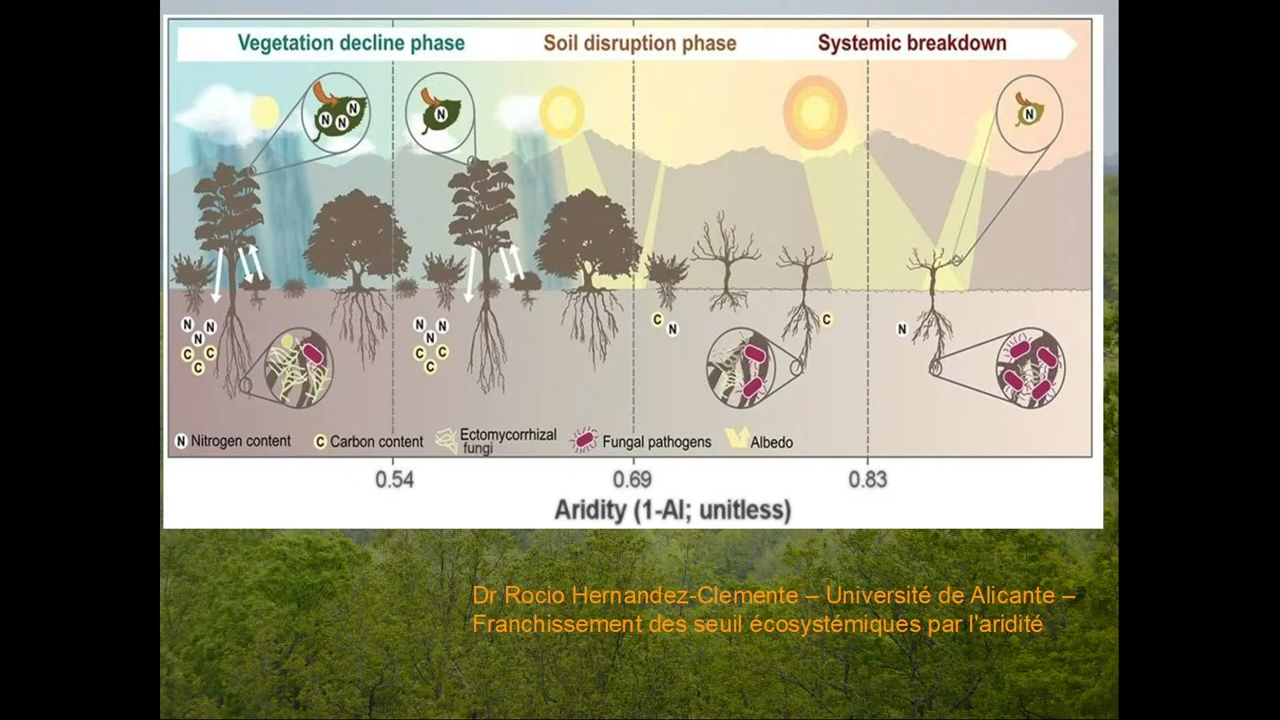 Vegetation decline phase
Soil disruption phase
Systemic breakdown
N N N
N
N
N N N
C C C
N N N
C C C
C N
C
N
N Nitrogen content
C Carbon content
Ectomycorrhizal
fungi
Fungal pathogens
Albedo
0.54
0.69
0.83
Aridity (1-AI; unitless)
Dr Rocio Hernandez-Clemente – Université de Alicante –
Franchissement des seuil écosystémiques par l'aridité